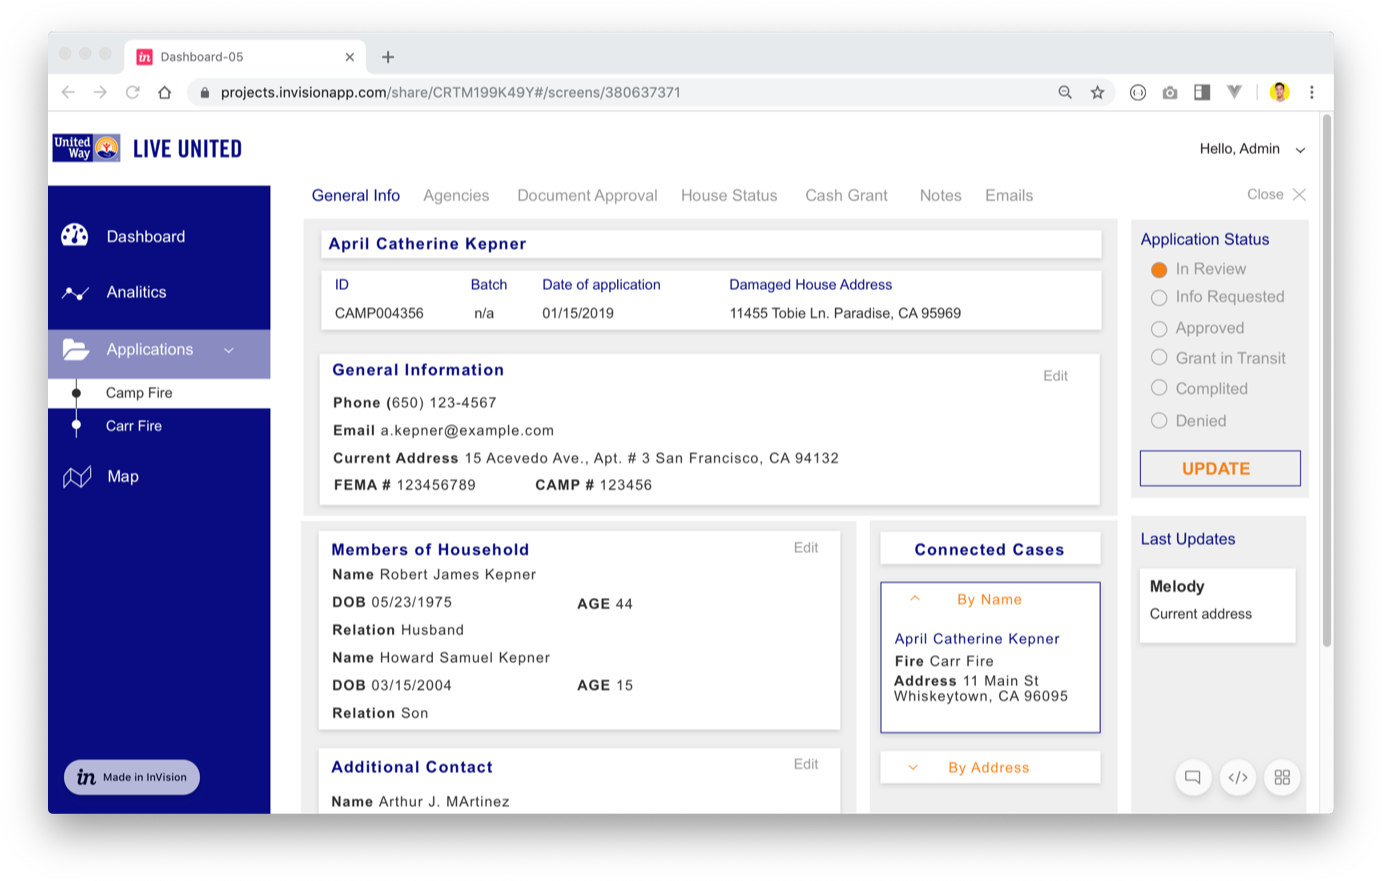 in Dashboard-05
projects.invisionapp.com/share/CRTM199K49Y#/screens/380637371
United Way LIVE UNITED
Hello, Admin
General Info Agencies Document Approval House Status Cash Grant Notes Emails Close
Dashboard
Analitics
Applications
Camp Fire
Carr Fire
Map
in Made in InVision
April Catherine Kepner
ID Batch Date of application Damaged House Address
CAMP004356 n/a 01/15/2019 11455 Tobie Ln. Paradise, CA 95969
General Information Edit
Phone (650) 123-4567
Email a.kepner@example.com
Current Address 15 Acevedo Ave., Apt. # 3 San Francisco, CA 94132
FEMA # 123456789 CAMP # 123456
Members of Household Edit
Name Robert James Kepner
DOB 05/23/1975 AGE 44
Relation Husband
Name Howard Samuel Kepner
DOB 03/15/2004 AGE 15
Relation Son
Additional Contact Edit
Name Arthur J. MArtinez
Connected Cases
By Name
April Catherine Kepner
Fire Carr Fire
Address 11 Main St
Whiskeytown, CA 96095
By Address
Application Status
In Review
Info Requested
Approved
Grant in Transit
Complited
Denied
UPDATE
Last Updates
Melody
Current address